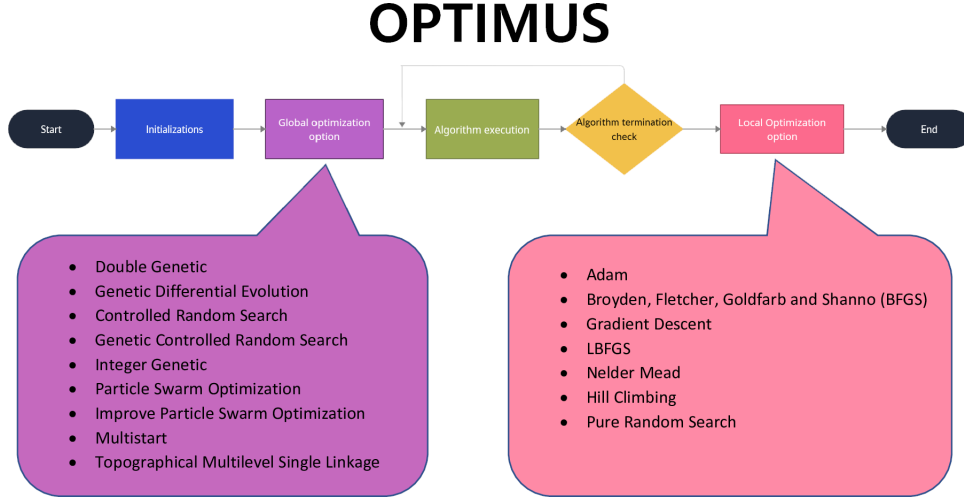 OPTIMUS
Start
Initializations
Global optimization
option
Algorithm execution
Algorithm termination
check
Local Optimization
option
End
• Double Genetic
• Genetic Differential Evolution
• Controlled Random Search
• Genetic Controlled Random Search
• Integer Genetic
• Particle Swarm Optimization
• Improve Particle Swarm Optimization
• Multistart
• Topographical Multilevel Single Linkage
• Adam
• Broyden, Fletcher, Goldfarb and Shanno (BFGS)
• Gradient Descent
• LBFGS
• Nelder Mead
• Hill Climbing
• Pure Random Search